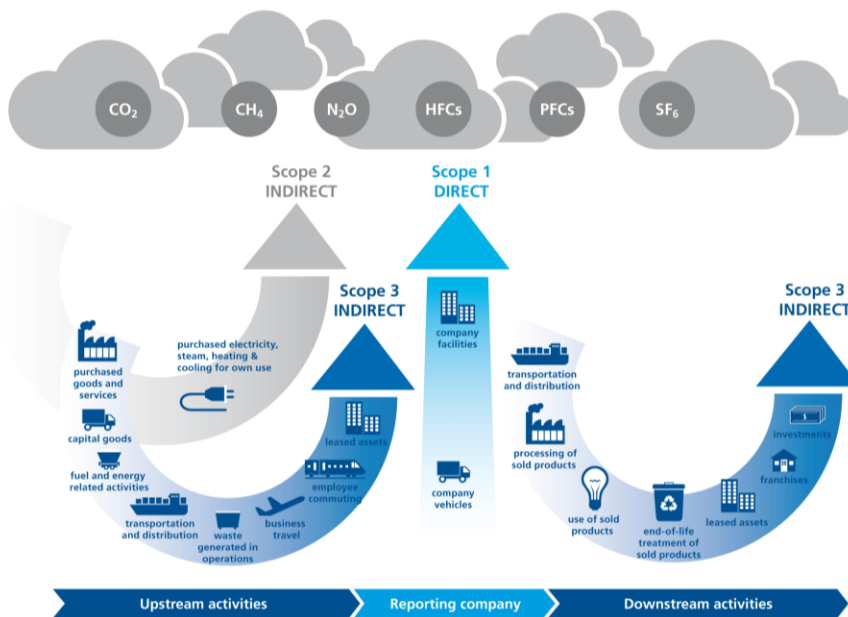 CO₂
CH₄
N₂O
HFCs
PFCs
SF₆
Scope 2
INDIRECT
Scope 1
DIRECT
Scope 3
INDIRECT
Scope 3
INDIRECT
purchased electricity,
steam, heating &
cooling for own use
purchased
goods and
services
capital goods
fuel and energy
related activities
transportation
and distribution
waste
generated in
operations
business
travel
employee
commuting
leased assets
company
facilities
company
vehicles
transportation
and distribution
processing of
sold products
use of sold
products
end-of-life
treatment of
sold products
leased assets
franchises
investments
$
Upstream activities
Reporting company
Downstream activities